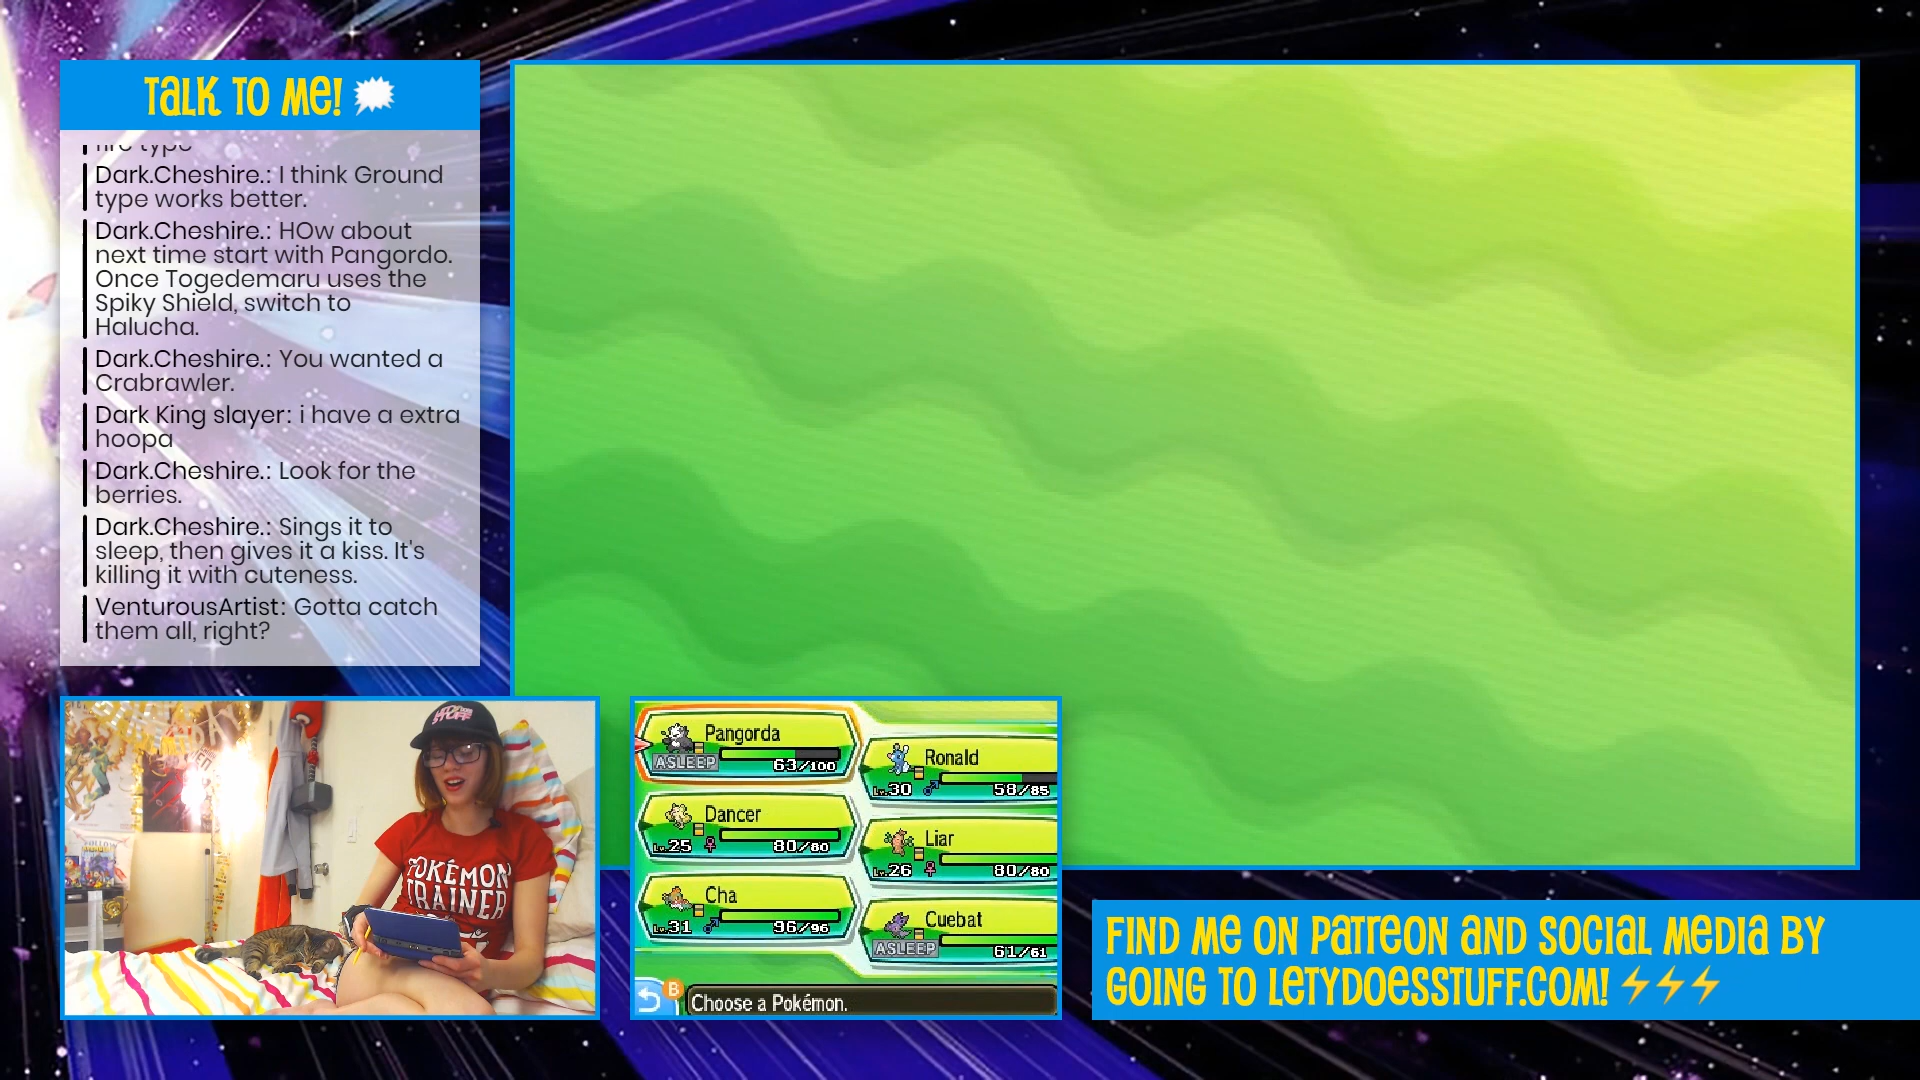 TALK TO ME!
fire type
Dark.Cheshire.: I think Ground
type works better.
Dark.Cheshire.: HOw about
next time start with Pangordo.
Once Togedemaru uses the
Spiky Shield, switch to
Halucha.
Dark.Cheshire.: You wanted a
Crabrawler.
Dark King slayer: i have a extra
hoopa
Dark.Cheshire.: Look for the
berries.
Dark.Cheshire.: Sings it to
sleep, then gives it a kiss. It's
killing it with cuteness.
VenturousArtist: Gotta catch
them all, right?
POKÉMON
TRAINER
Pangorda
ASLEEP 63/100
Ronald
Lv.30 58/85
Dancer
Lv.25 80/80
Liar
Lv.26 80/80
Cha
Lv.31 96/96
Cuebat
ASLEEP 61/61
B
Choose a Pokémon.
FIND ME ON PATREON AND SOCIAL MEDIA BY
GOING TO LETYDOESSTUFF.COM!